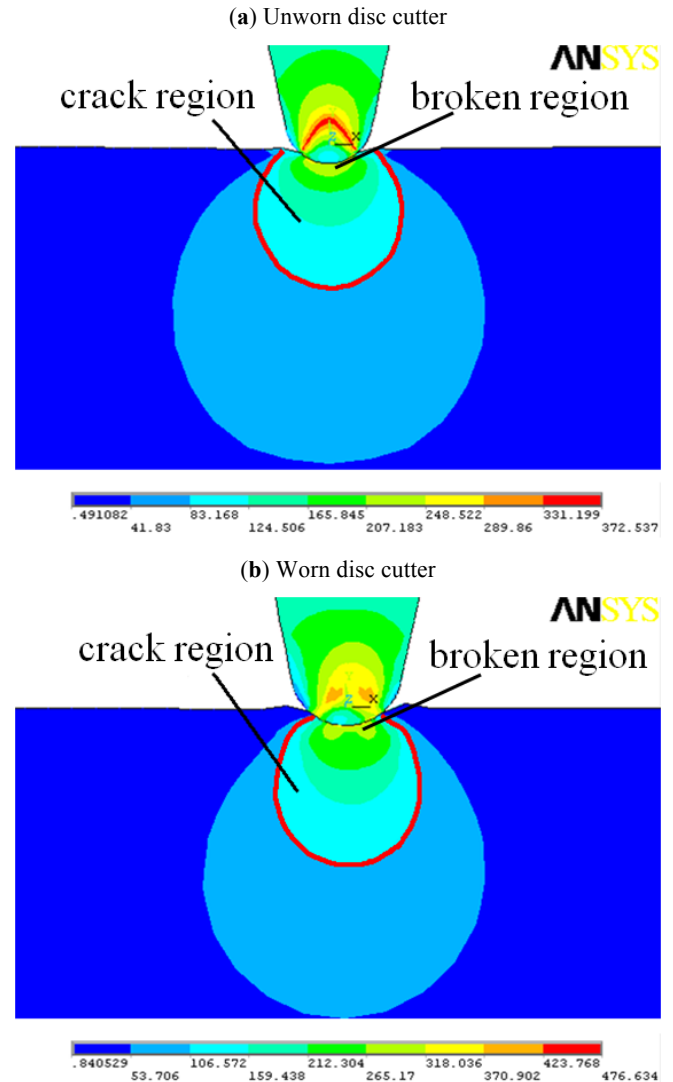 (a) Unworn disc cutter
ANSYS
crack region
broken region
Z X
.491082 83.168 165.845 248.522 331.199
41.83 124.506 207.183 289.86 372.537
(b) Worn disc cutter
ANSYS
crack region
broken region
Y
Z X
.840529 106.572 212.304 318.036 423.768
53.706 159.438 265.17 370.902 476.634